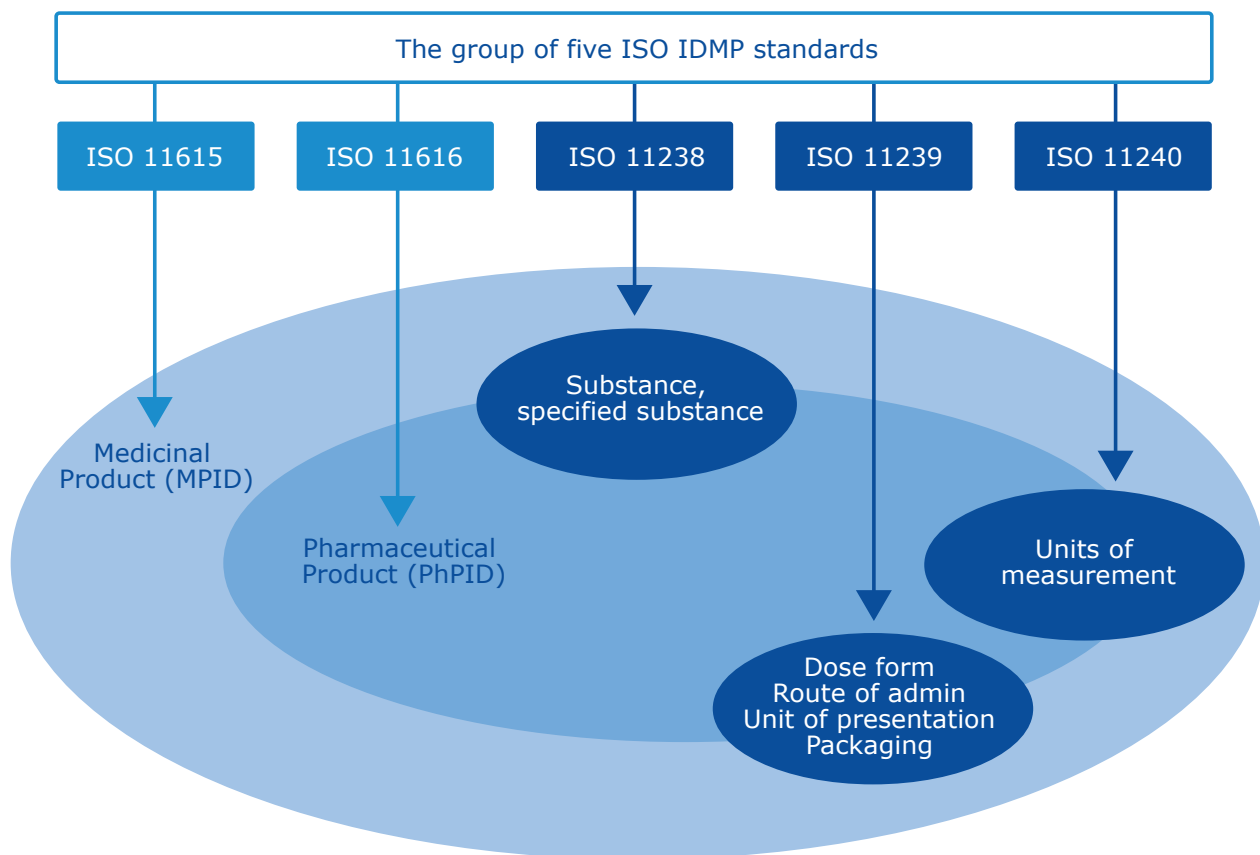 The group of five ISO IDMP standards
ISO 11615
ISO 11616
ISO 11238
ISO 11239
ISO 11240
Substance,
specified substance
Medicinal
Product (MPID)
Pharmaceutical
Product (PhPID)
Units of
measurement
Dose form
Route of admin
Unit of presentation
Packaging